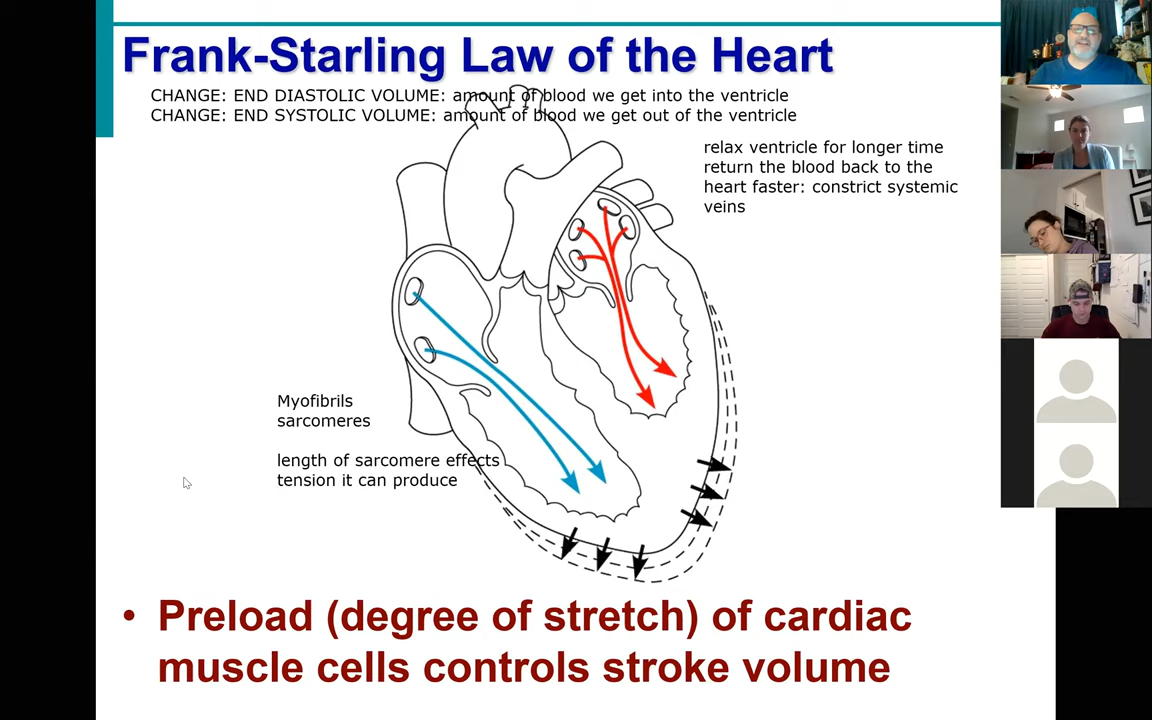 Frank-Starling Law of the Heart
CHANGE: END DIASTOLIC VOLUME: amount of blood we get into the ventricle
CHANGE: END SYSTOLIC VOLUME: amount of blood we get out of the ventricle
relax ventricle for longer time
return the blood back to the
heart faster: constrict systemic
veins
Myofibrils
sarcomeres
length of sarcomere effects
tension it can produce
• Preload (degree of stretch) of cardiac
muscle cells controls stroke volume